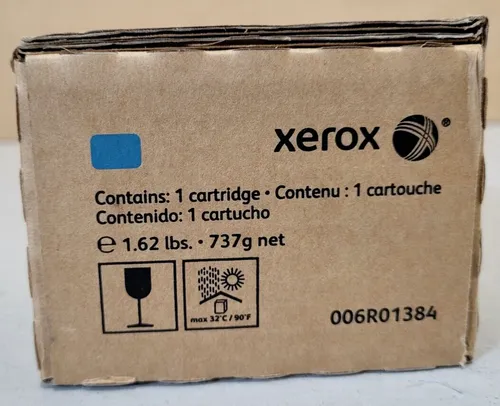 xerox
Contains: 1 cartridge • Contenu : 1 cartouche
Contenido: 1 cartucho
℮ 1.62 lbs. • 737g net
max 32°C / 90°F
006R01384